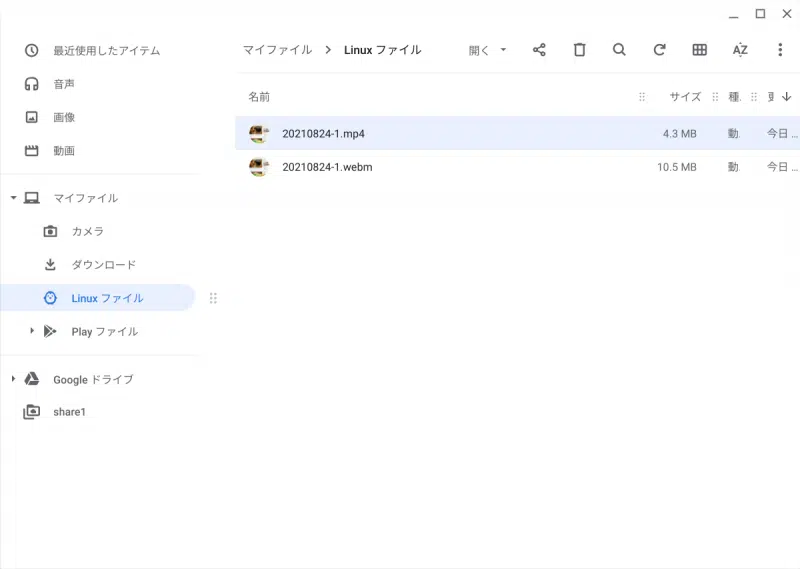 最近使用したアイテム
音声
画像
動画
マイファイル
カメラ
ダウンロード
Linux ファイル
Play ファイル
Google ドライブ
share1
マイファイル > Linux ファイル
開く
AZ
名前 サイズ 種
20210824-1.mp4 4.3 MB 動 今日 ...
20210824-1.webm 10.5 MB 動 今日 ...